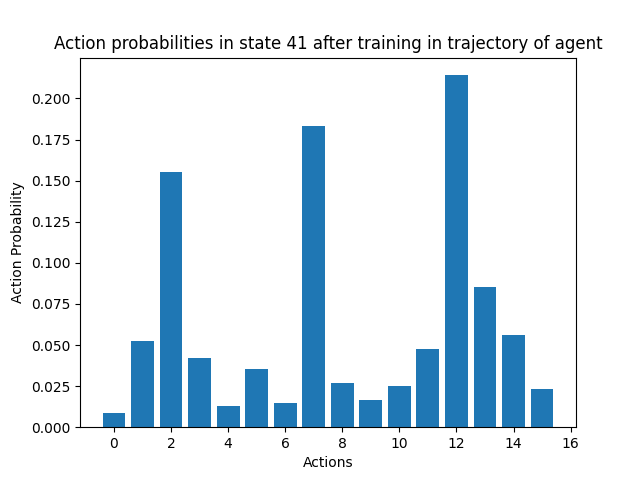 Action probabilities in state 41 after training in trajectory of agent
0.200
0.175
0.150
0.125
0.100
0.075
0.050
0.025
0.000
Action Probability
0 2 4 6 8 10 12 14 16
Actions